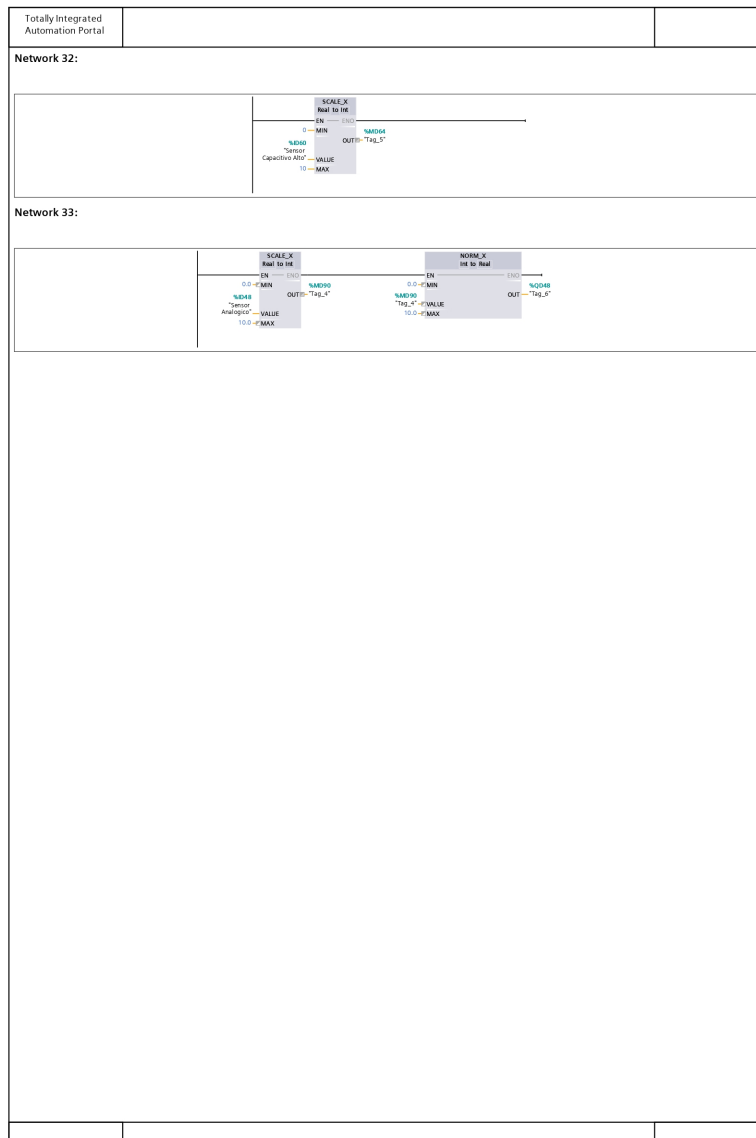 Totally Integrated
Automation Portal
Network 32:
SCALE_X
Real to Int
EN ENO
0 MIN
%MD64
OUT "Tag_5"
%ID60
"Sensor
Capacitivo Alto" VALUE
10 MAX
Network 33:
SCALE_X
Real to Int
EN ENO
0.0 MIN
%MD90
OUT "Tag_4"
%ID48
"Sensor
Analogico" VALUE
10.0 MAX
NORM_X
Int to Real
EN ENO
0.0 MIN
%QD48
OUT "Tag_6"
%MD90
"Tag_4" VALUE
10.0 MAX